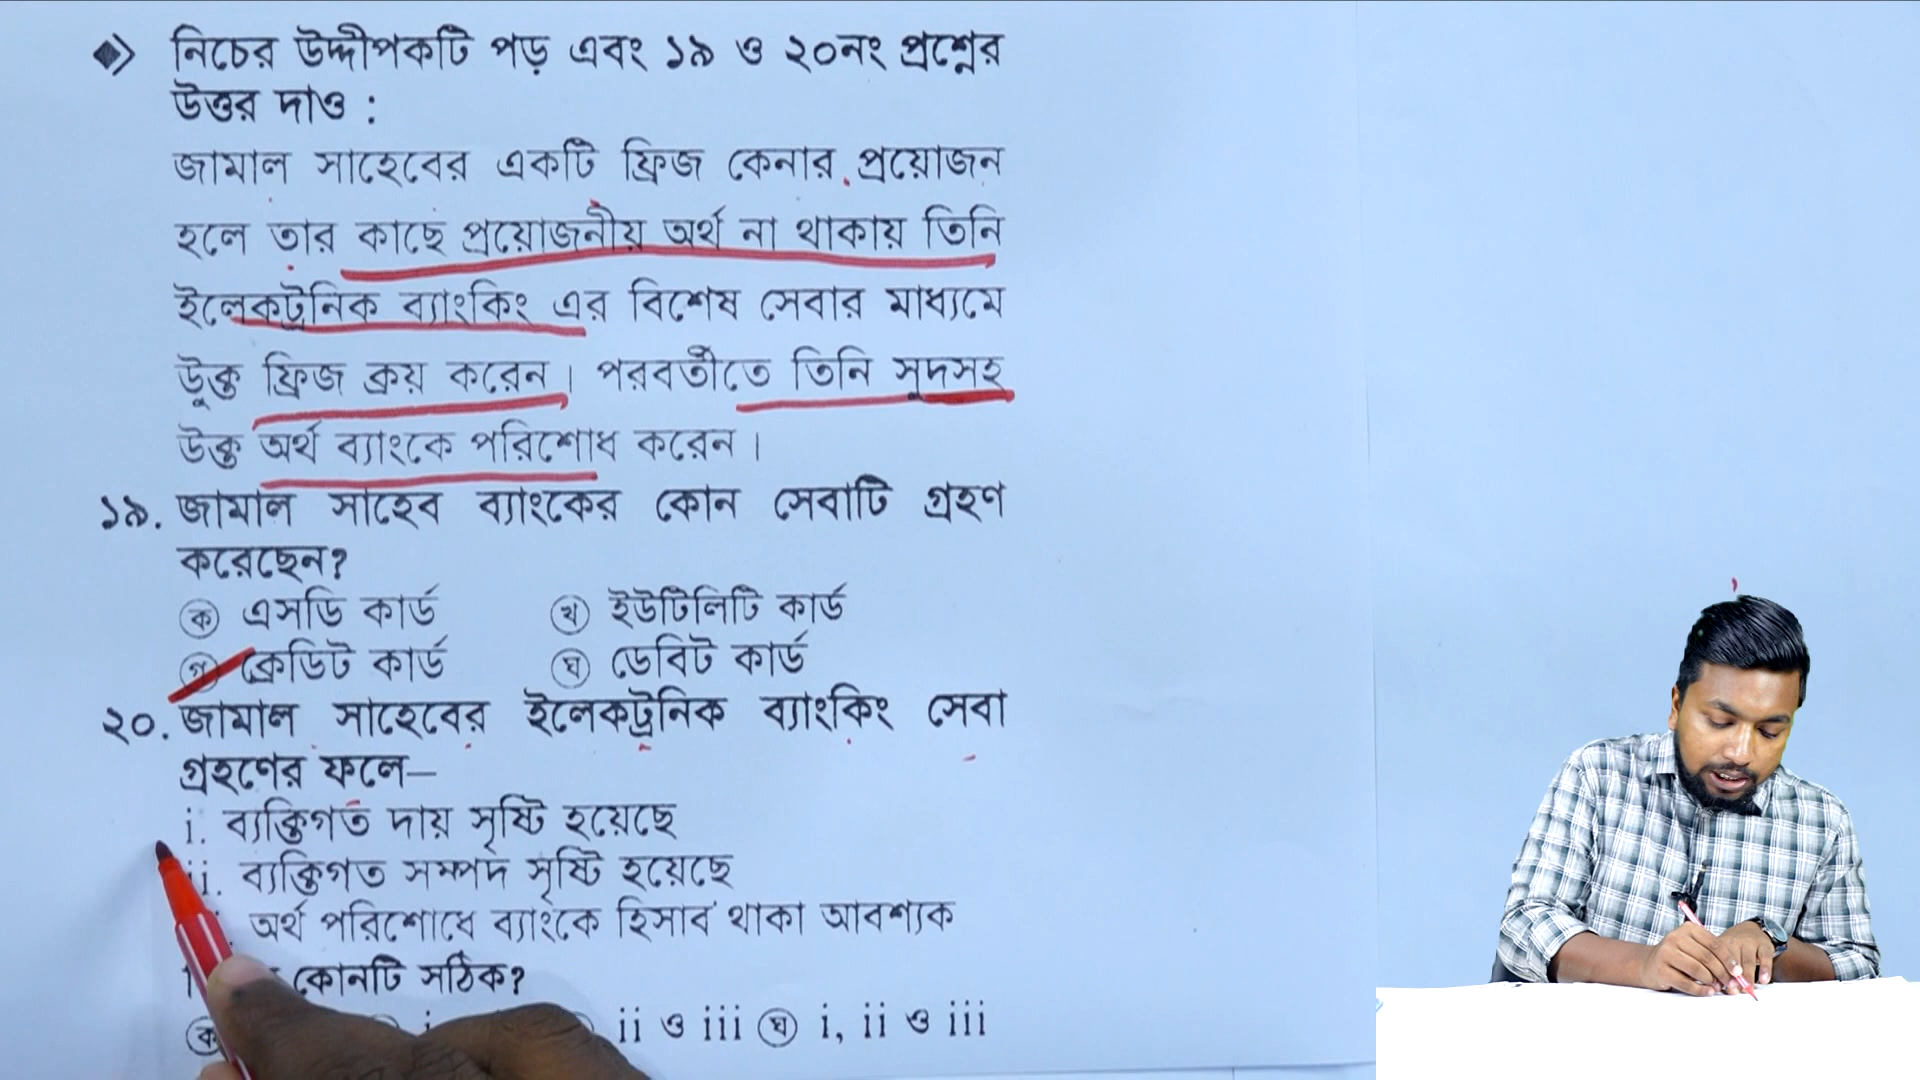 নিচের উদ্দীপকটি পড় এবং ১৯ ও ২০নং প্রশ্নের
উত্তর দাও :
জামাল সাহেবের একটি ফ্রিজ কেনার প্রয়োজন
হলে তার কাছে প্রয়োজনীয় অর্থ না থাকায় তিনি
ইলেকট্রনিক ব্যাংকিং এর বিশেষ সেবার মাধ্যমে
উক্ত ফ্রিজ ক্রয় করেন। পরবর্তীতে তিনি সুদসহ
উক্ত অর্থ ব্যাংকে পরিশোধ করেন।
১৯. জামাল সাহেব ব্যাংকের কোন সেবাটি গ্রহণ
করেছেন?
ক এসডি কার্ড খ ইউটিলিটি কার্ড
গ ক্রেডিট কার্ড ঘ ডেবিট কার্ড
২০. জামাল সাহেবের ইলেকট্রনিক ব্যাংকিং সেবা
গ্রহণের ফলে—
i. ব্যক্তিগত দায় সৃষ্টি হয়েছে
ii. ব্যক্তিগত সম্পদ সৃষ্টি হয়েছে
অর্থ পরিশোধে ব্যাংকে হিসাব থাকা আবশ্যক
কোনটি সঠিক?
ক ii ও iii ঘ i, ii ও iii